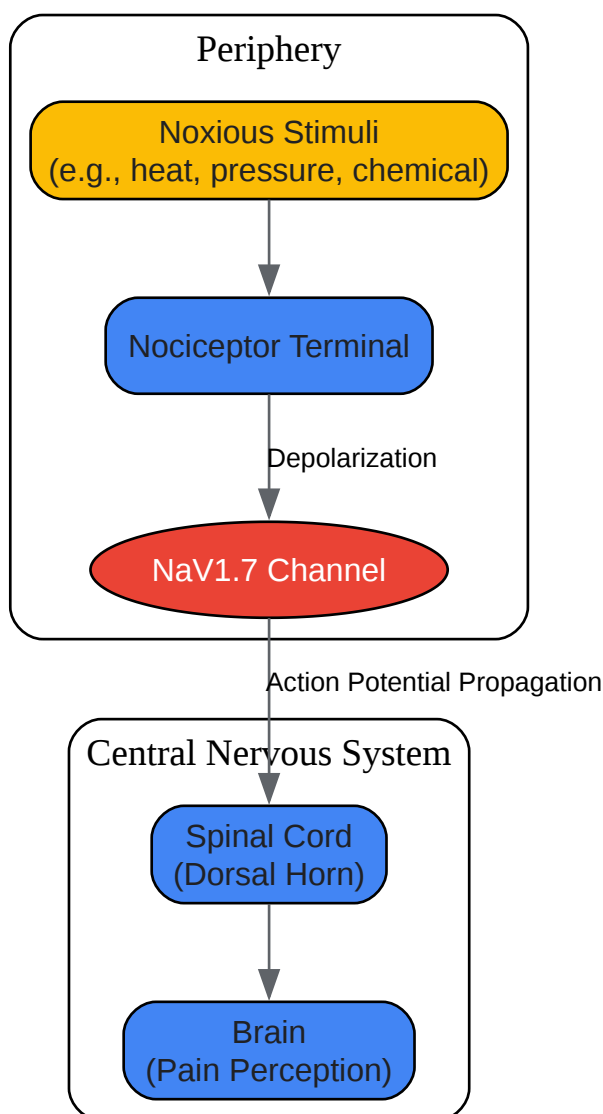 Periphery
Noxious Stimuli
(e.g., heat, pressure, chemical)
Nociceptor Terminal
Depolarization
NaV1.7 Channel
Action Potential Propagation
Central Nervous System
Spinal Cord
(Dorsal Horn)
Brain
(Pain Perception)